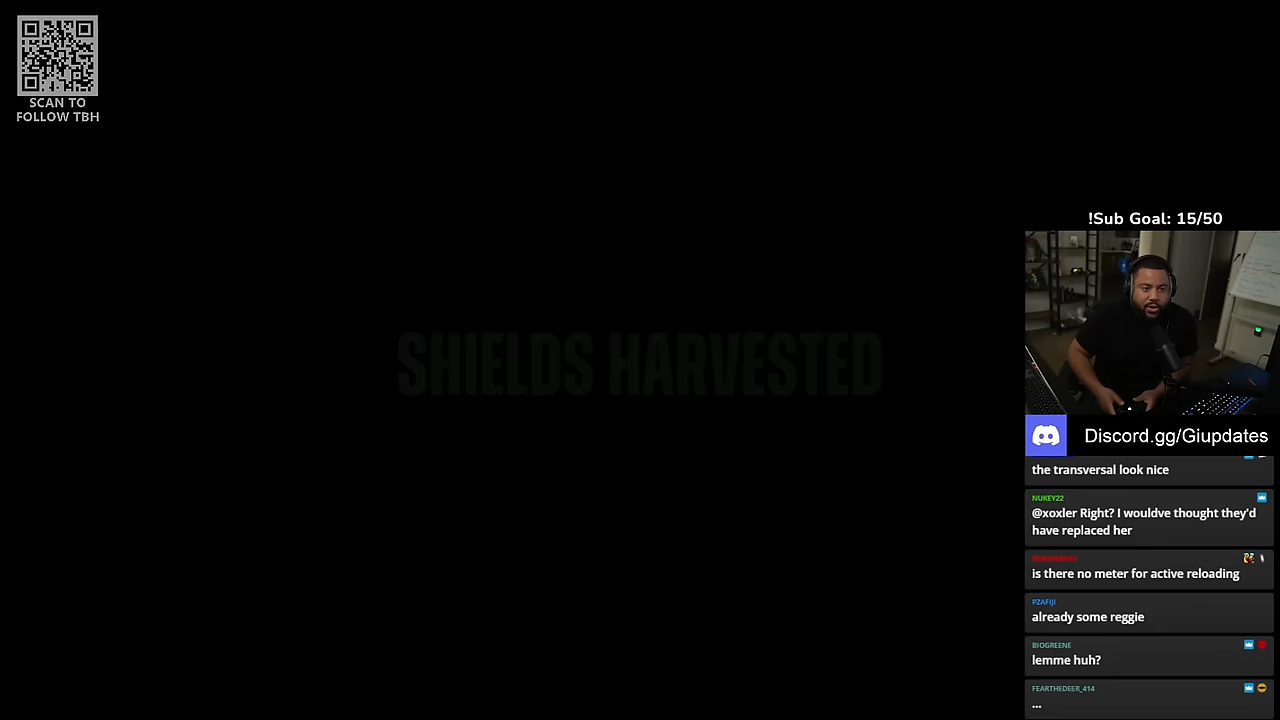 SCAN TO
FOLLOW TBH
SHIELDS HARVESTED
!Sub Goal: 15/50
Discord.gg/Giupdates
the transversal look nice
NUKEY22
@xoxler Right? I wouldve thought they'd
have replaced her
is there no meter for active reloading
PZAFIJI
already some reggie
BIOGREENE
lemme huh?
FEARTHEDEER_414
...